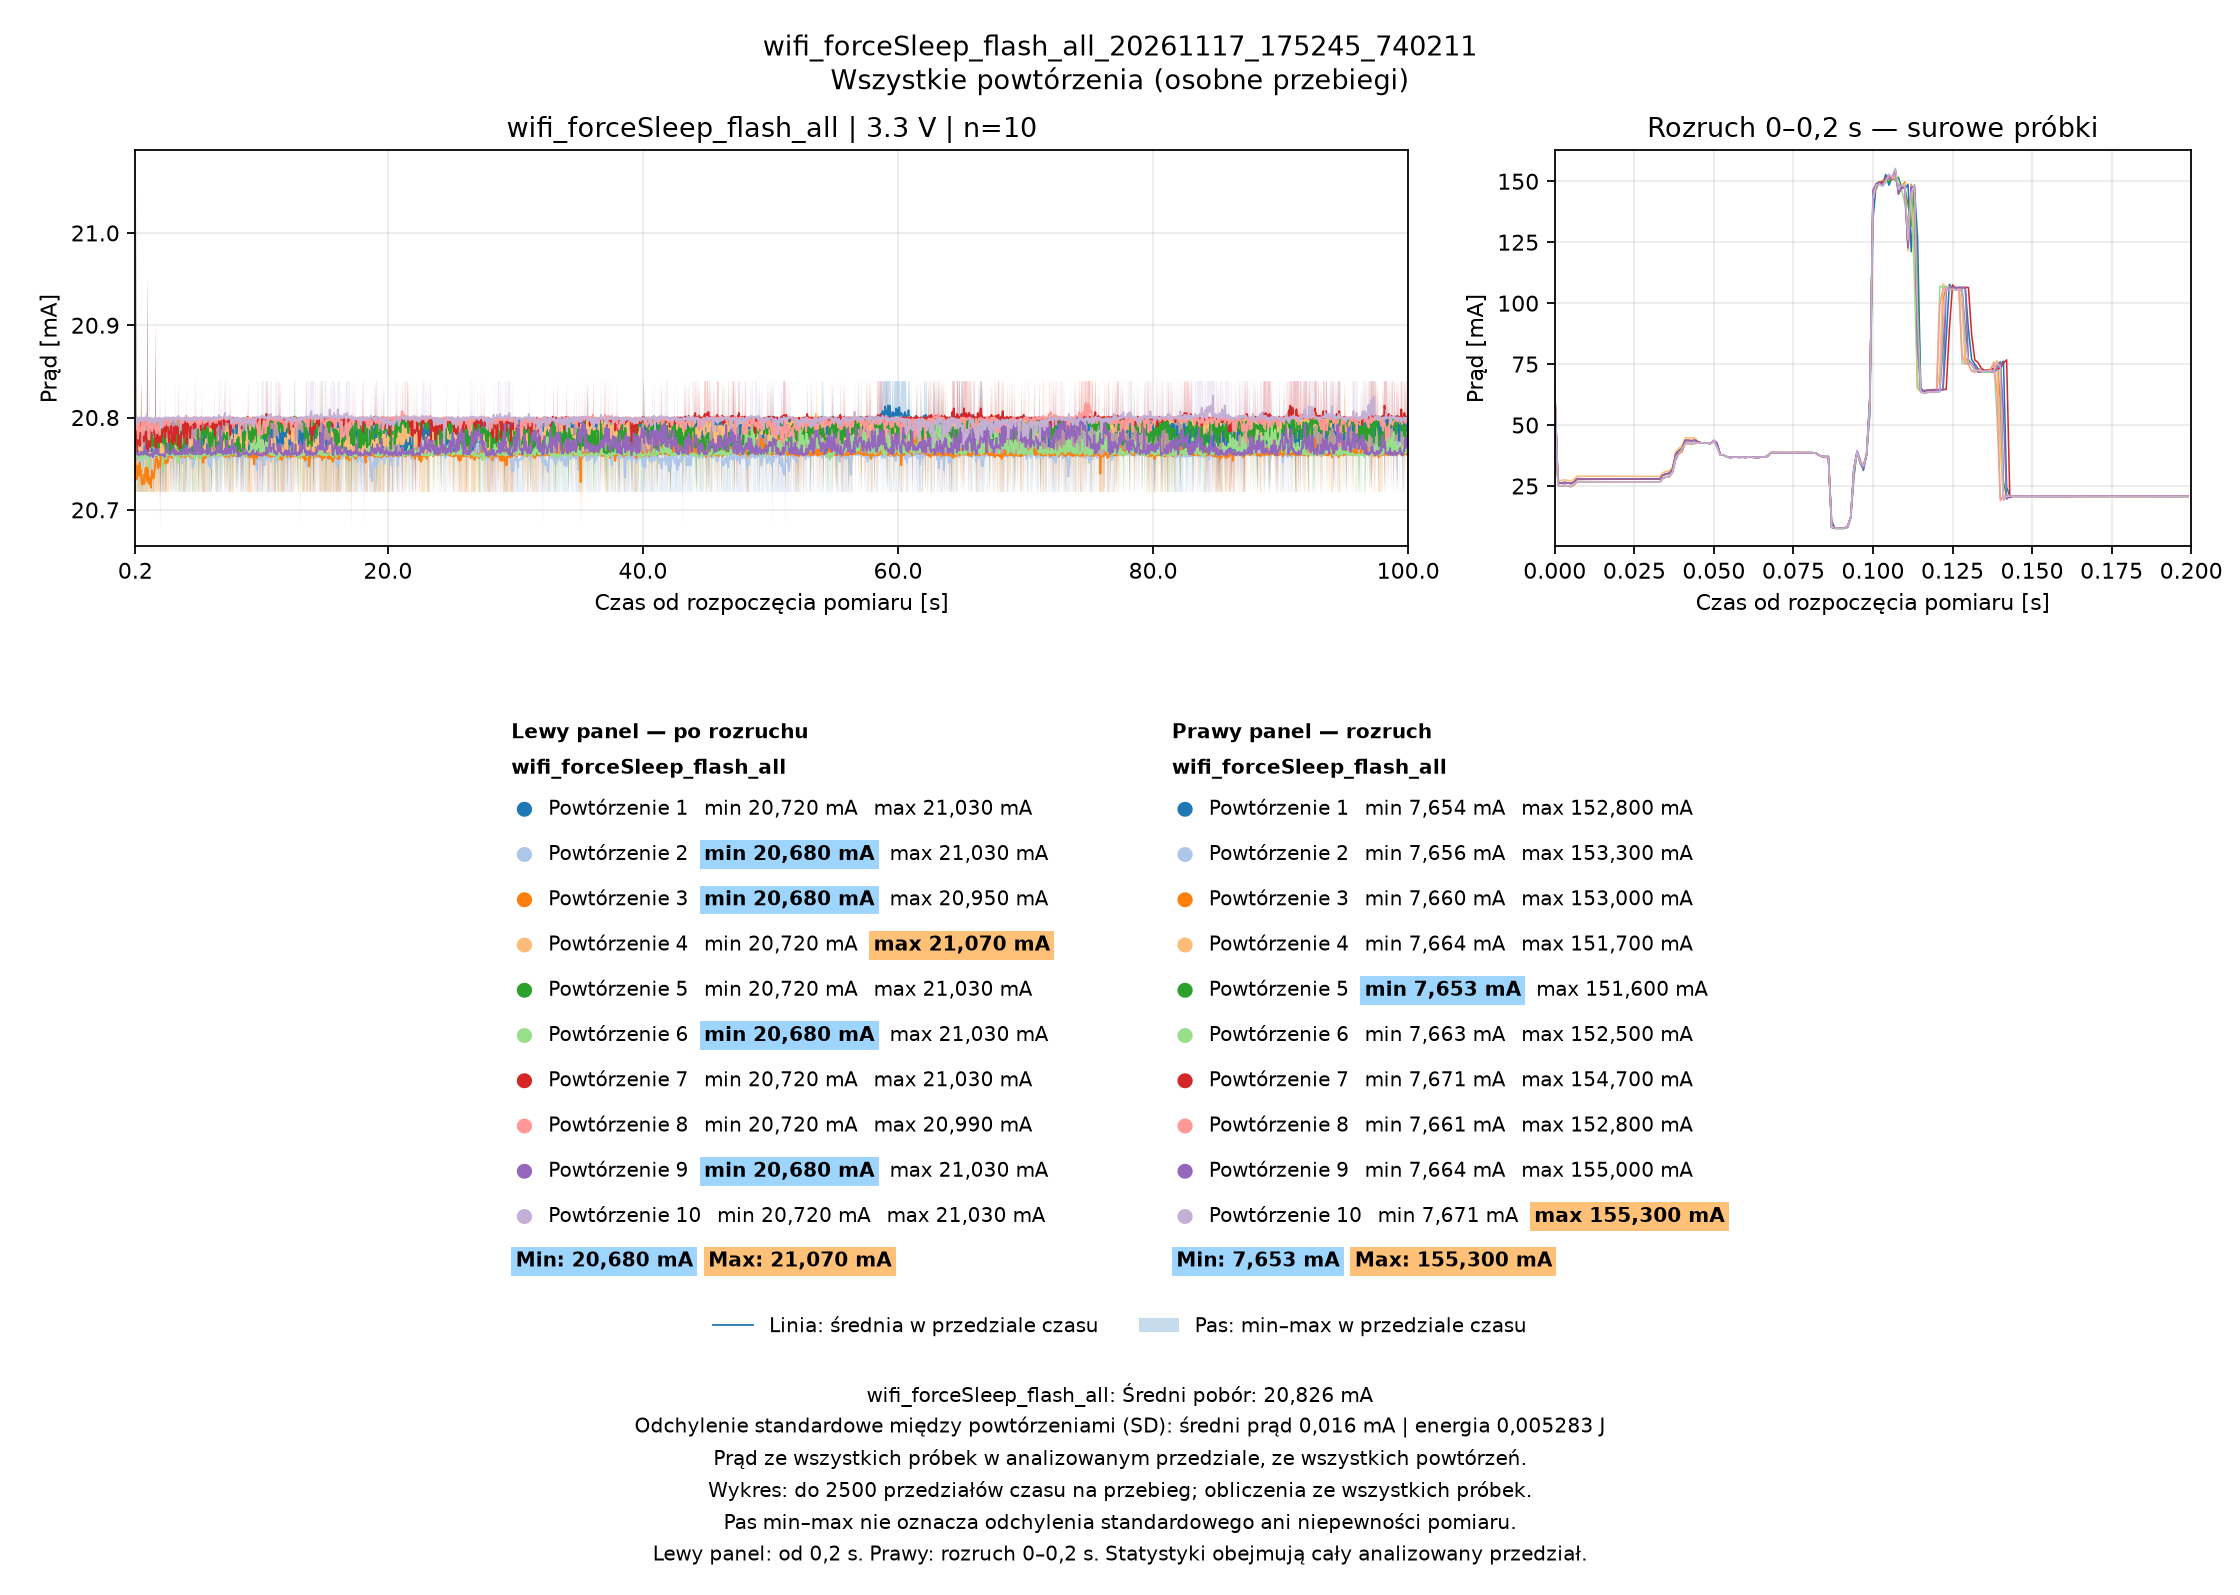 wifi_forceSleep_flash_all_20261117_175245_740211
Wszystkie powtórzenia (osobne przebiegi)
wifi_forceSleep_flash_all | 3.3 V | n=10
Prąd [mA]
21.0
20.9
20.8
20.7
0.2 20.0 40.0 60.0 80.0 100.0
Czas od rozpoczęcia pomiaru [s]
Rozruch 0–0,2 s — surowe próbki
Prąd [mA]
150
125
100
75
50
25
0.000 0.025 0.050 0.075 0.100 0.125 0.150 0.175 0.200
Czas od rozpoczęcia pomiaru [s]
Lewy panel — po rozruchu
wifi_forceSleep_flash_all
Powtórzenie 1 min 20,720 mA max 21,030 mA
Powtórzenie 2 min 20,680 mA max 21,030 mA
Powtórzenie 3 min 20,680 mA max 20,950 mA
Powtórzenie 4 min 20,720 mA max 21,070 mA
Powtórzenie 5 min 20,720 mA max 21,030 mA
Powtórzenie 6 min 20,680 mA max 21,030 mA
Powtórzenie 7 min 20,720 mA max 21,030 mA
Powtórzenie 8 min 20,720 mA max 20,990 mA
Powtórzenie 9 min 20,680 mA max 21,030 mA
Powtórzenie 10 min 20,720 mA max 21,030 mA
Min: 20,680 mA Max: 21,070 mA
Prawy panel — rozruch
wifi_forceSleep_flash_all
Powtórzenie 1 min 7,654 mA max 152,800 mA
Powtórzenie 2 min 7,656 mA max 153,300 mA
Powtórzenie 3 min 7,660 mA max 153,000 mA
Powtórzenie 4 min 7,664 mA max 151,700 mA
Powtórzenie 5 min 7,653 mA max 151,600 mA
Powtórzenie 6 min 7,663 mA max 152,500 mA
Powtórzenie 7 min 7,671 mA max 154,700 mA
Powtórzenie 8 min 7,661 mA max 152,800 mA
Powtórzenie 9 min 7,664 mA max 155,000 mA
Powtórzenie 10 min 7,671 mA max 155,300 mA
Min: 7,653 mA Max: 155,300 mA
Linia: średnia w przedziale czasu
Pas: min–max w przedziale czasu
wifi_forceSleep_flash_all: Średni pobór: 20,826 mA
Odchylenie standardowe między powtórzeniami (SD): średni prąd 0,016 mA | energia 0,005283 J
Prąd ze wszystkich próbek w analizowanym przedziale, ze wszystkich powtórzeń.
Wykres: do 2500 przedziałów czasu na przebieg; obliczenia ze wszystkich próbek.
Pas min–max nie oznacza odchylenia standardowego ani niepewności pomiaru.
Lewy panel: od 0,2 s. Prawy: rozruch 0–0,2 s. Statystyki obejmują cały analizowany przedział.